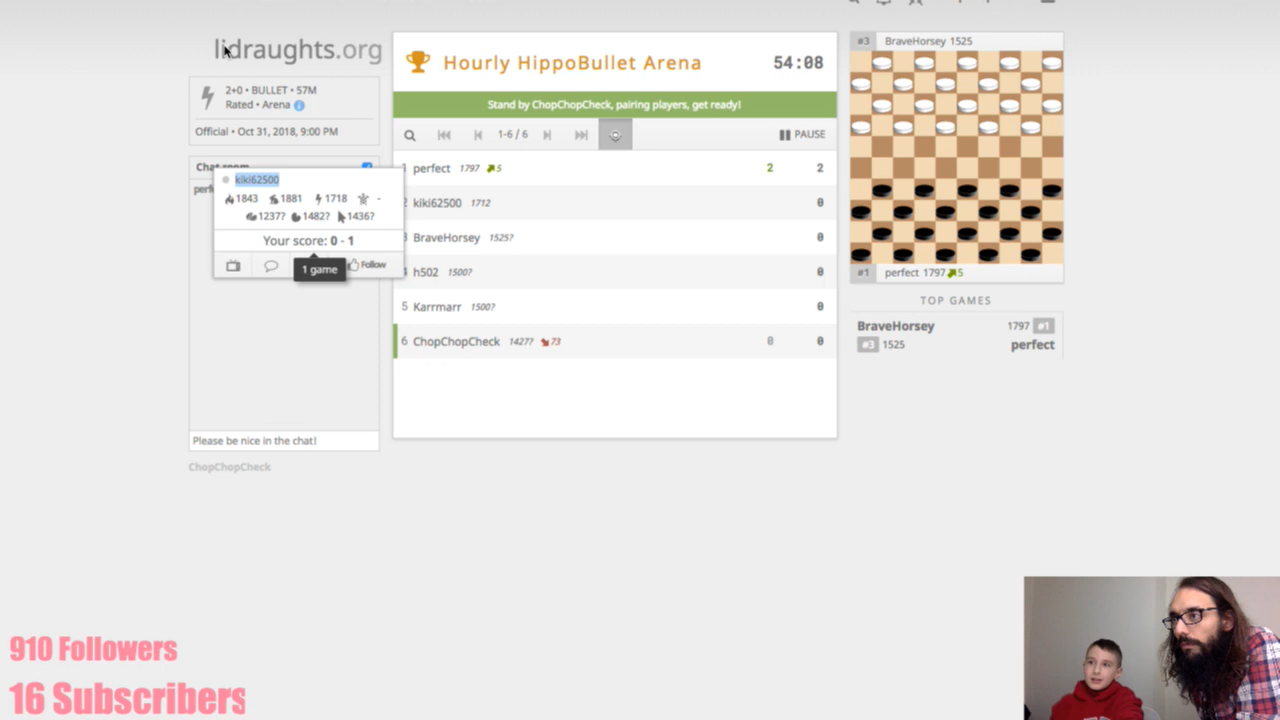 lidraughts.org
2+0 • BULLET • 57M
Rated • Arena
Official • Oct 31, 2018, 9:00 PM
Chat room
perf
kiki62500
1843 1881 1718 -
1237? 1482? 1436?
Your score: 0 - 1
1 game
Follow
Please be nice in the chat!
ChopChopCheck
Hourly HippoBullet Arena 54:08
Stand by ChopChopCheck, pairing players, get ready!
1-6 / 6 PAUSE
1 perfect 1797 5 2 2
2 kiki62500 1712 0
3 BraveHorsey 1525? 0
4 h502 1500? 0
5 Karrmarr 1500? 0
6 ChopChopCheck 1427? 73 0 0
#3 BraveHorsey 1525
#1 perfect 1797 5
TOP GAMES
BraveHorsey 1797 #1
#3 1525 perfect
910 Followers
16 Subscribers